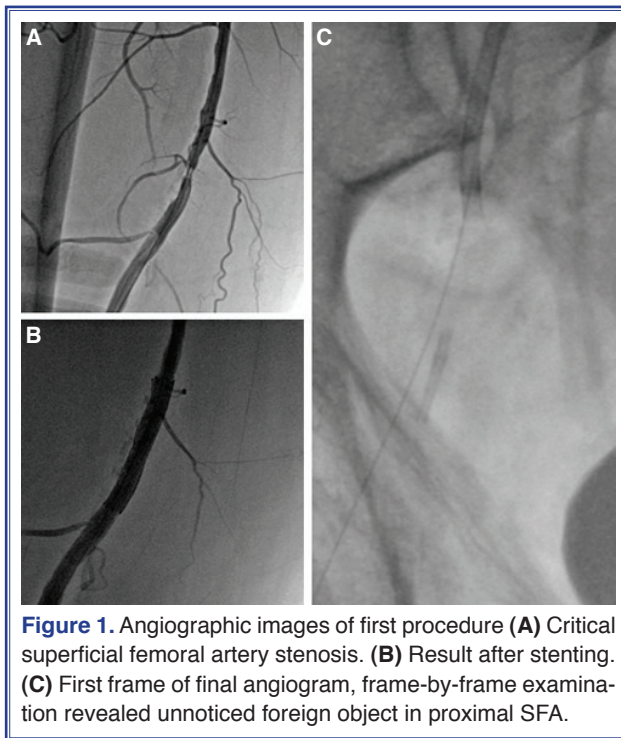 A
B
C
Figure 1. Angiographic images of first procedure (A) Critical
superficial femoral artery stenosis. (B) Result after stenting.
(C) First frame of final angiogram, frame-by-frame examina-
tion revealed unnoticed foreign object in proximal SFA.